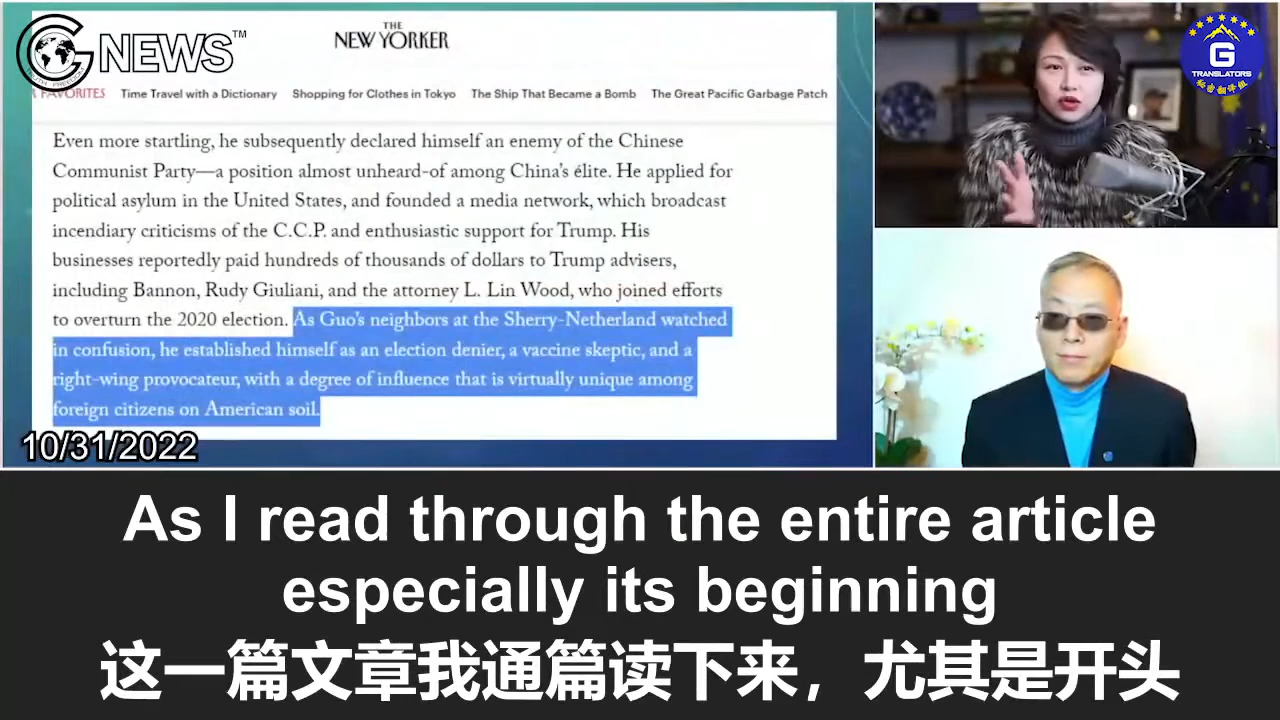 G NEWS™
THE
NEW YORKER
FAVORITES Time Travel with a Dictionary Shopping for Clothes in Tokyo The Ship That Became a Bomb The Great Pacific Garbage Patch
Even more startling, he subsequently declared himself an enemy of the Chinese
Communist Party—a position almost unheard-of among China's élite. He applied for
political asylum in the United States, and founded a media network, which broadcast
incendiary criticisms of the C.C.P. and enthusiastic support for Trump. His
businesses reportedly paid hundreds of thousands of dollars to Trump advisers,
including Bannon, Rudy Giuliani, and the attorney L. Lin Wood, who joined efforts
to overturn the 2020 election. As Guo's neighbors at the Sherry-Netherland watched
in confusion, he established himself as an election denier, a vaccine skeptic, and a
right-wing provocateur, with a degree of influence that is virtually unique among
foreign citizens on American soil.
10/31/2022
G
TRANSLATORS
As I read through the entire article
especially its beginning
这一篇文章我通篇读下来，尤其是开头